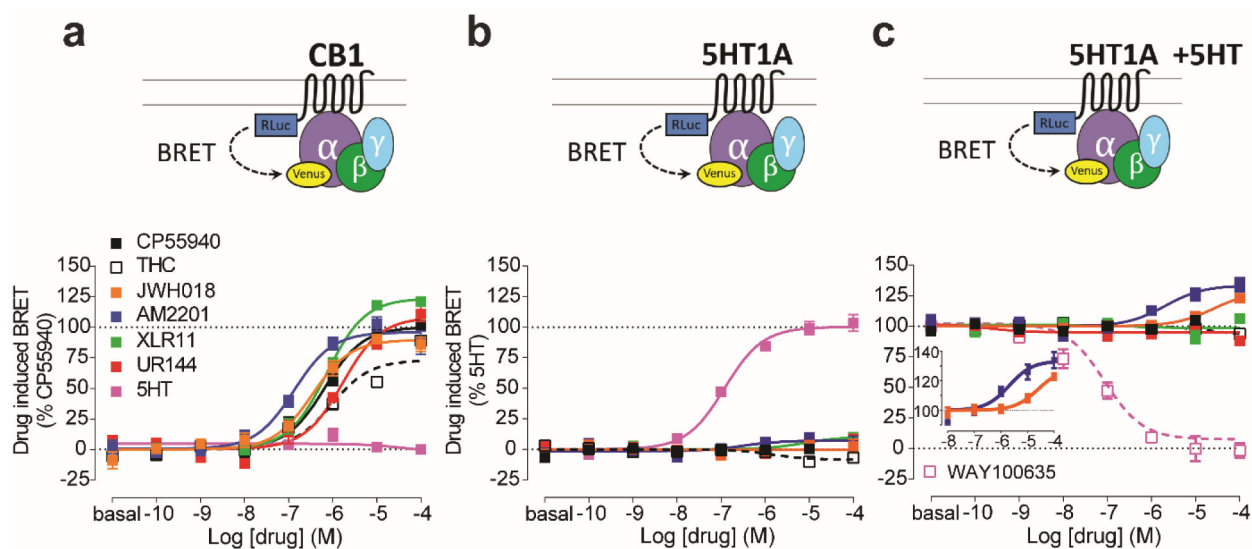 a
CB1
RLuc
α
γ
β
BRET
Venus
CP55940
THC
JWH018
AM2201
XLR11
UR144
5HT
Drug induced BRET
(% CP55940)
150
125
100
75
50
25
0
-25
basal -10 -9 -8 -7 -6 -5 -4
Log [drug] (M)
b
5HT1A
RLuc
α
γ
β
BRET
Venus
Drug induced BRET
(% 5HT)
150
125
100
75
50
25
0
-25
basal -10 -9 -8 -7 -6 -5 -4
Log [drug] (M)
c
5HT1A +5HT
RLuc
α
γ
β
BRET
Venus
150
125
100
75
50
25
0
-25
140
120
100
-8 -7 -6 -5 -4
WAY100635
basal -10 -9 -8 -7 -6 -5 -4
Log [drug] (M)